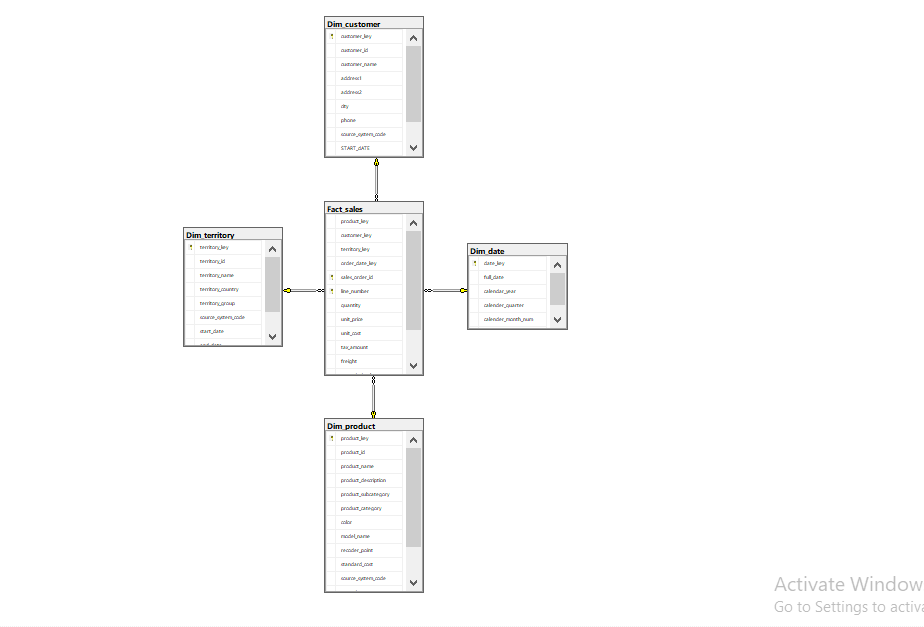 Dim_customer
customer_key
customer_id
customer_name
address1
address2
city
phone
source_system_code
START_DATE
Fact_sales
product_key
customer_key
territory_key
order_date_key
sales_order_id
line_number
quantity
unit_price
unit_cost
tax_amount
freight
Dim_territory
territory_key
territory_id
territory_name
territory_country
territory_group
source_system_code
start_date
Dim_date
date_key
full_date
calendar_year
calendar_quarter
calender_month_num
Dim_product
product_key
product_id
product_name
product_description
product_subcategory
product_category
color
model_name
reoder_point
standard_cost
source_system_code
Activate Window
Go to Settings to activa